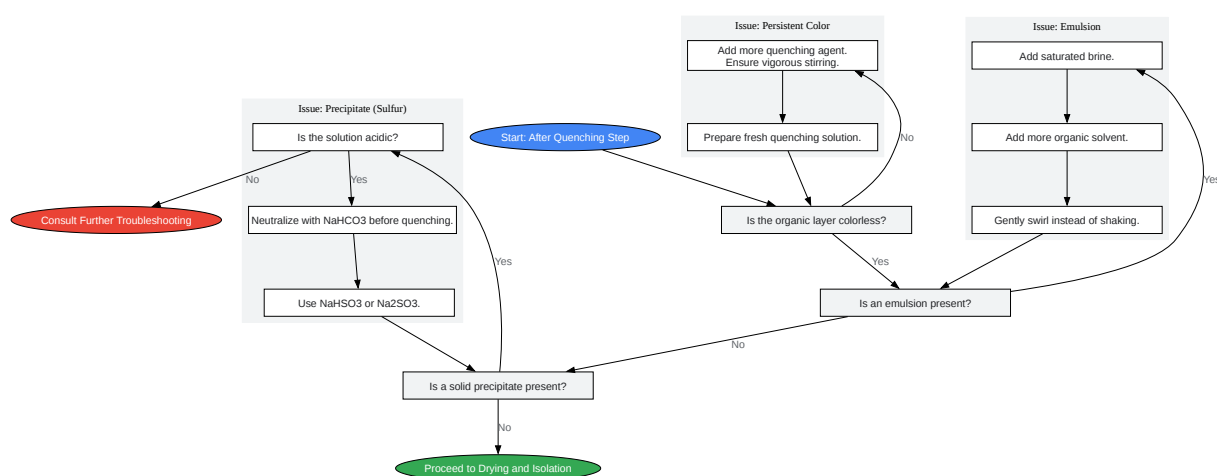 Issue: Persistent Color
Issue: Emulsion
Add more quenching agent.
Ensure vigorous stirring.
Add saturated brine.
Issue: Precipitate (Sulfur)
Is the solution acidic?
Start: After Quenching Step
Prepare fresh quenching solution.
No
Add more organic solvent.
No
Yes
Yes
Consult Further Troubleshooting
Neutralize with NaHCO3 before quenching.
Is the organic layer colorless?
Gently swirl instead of shaking.
Yes
Yes
Use NaHSO3 or Na2SO3.
Is an emulsion present?
No
Is a solid precipitate present?
No
Proceed to Drying and Isolation